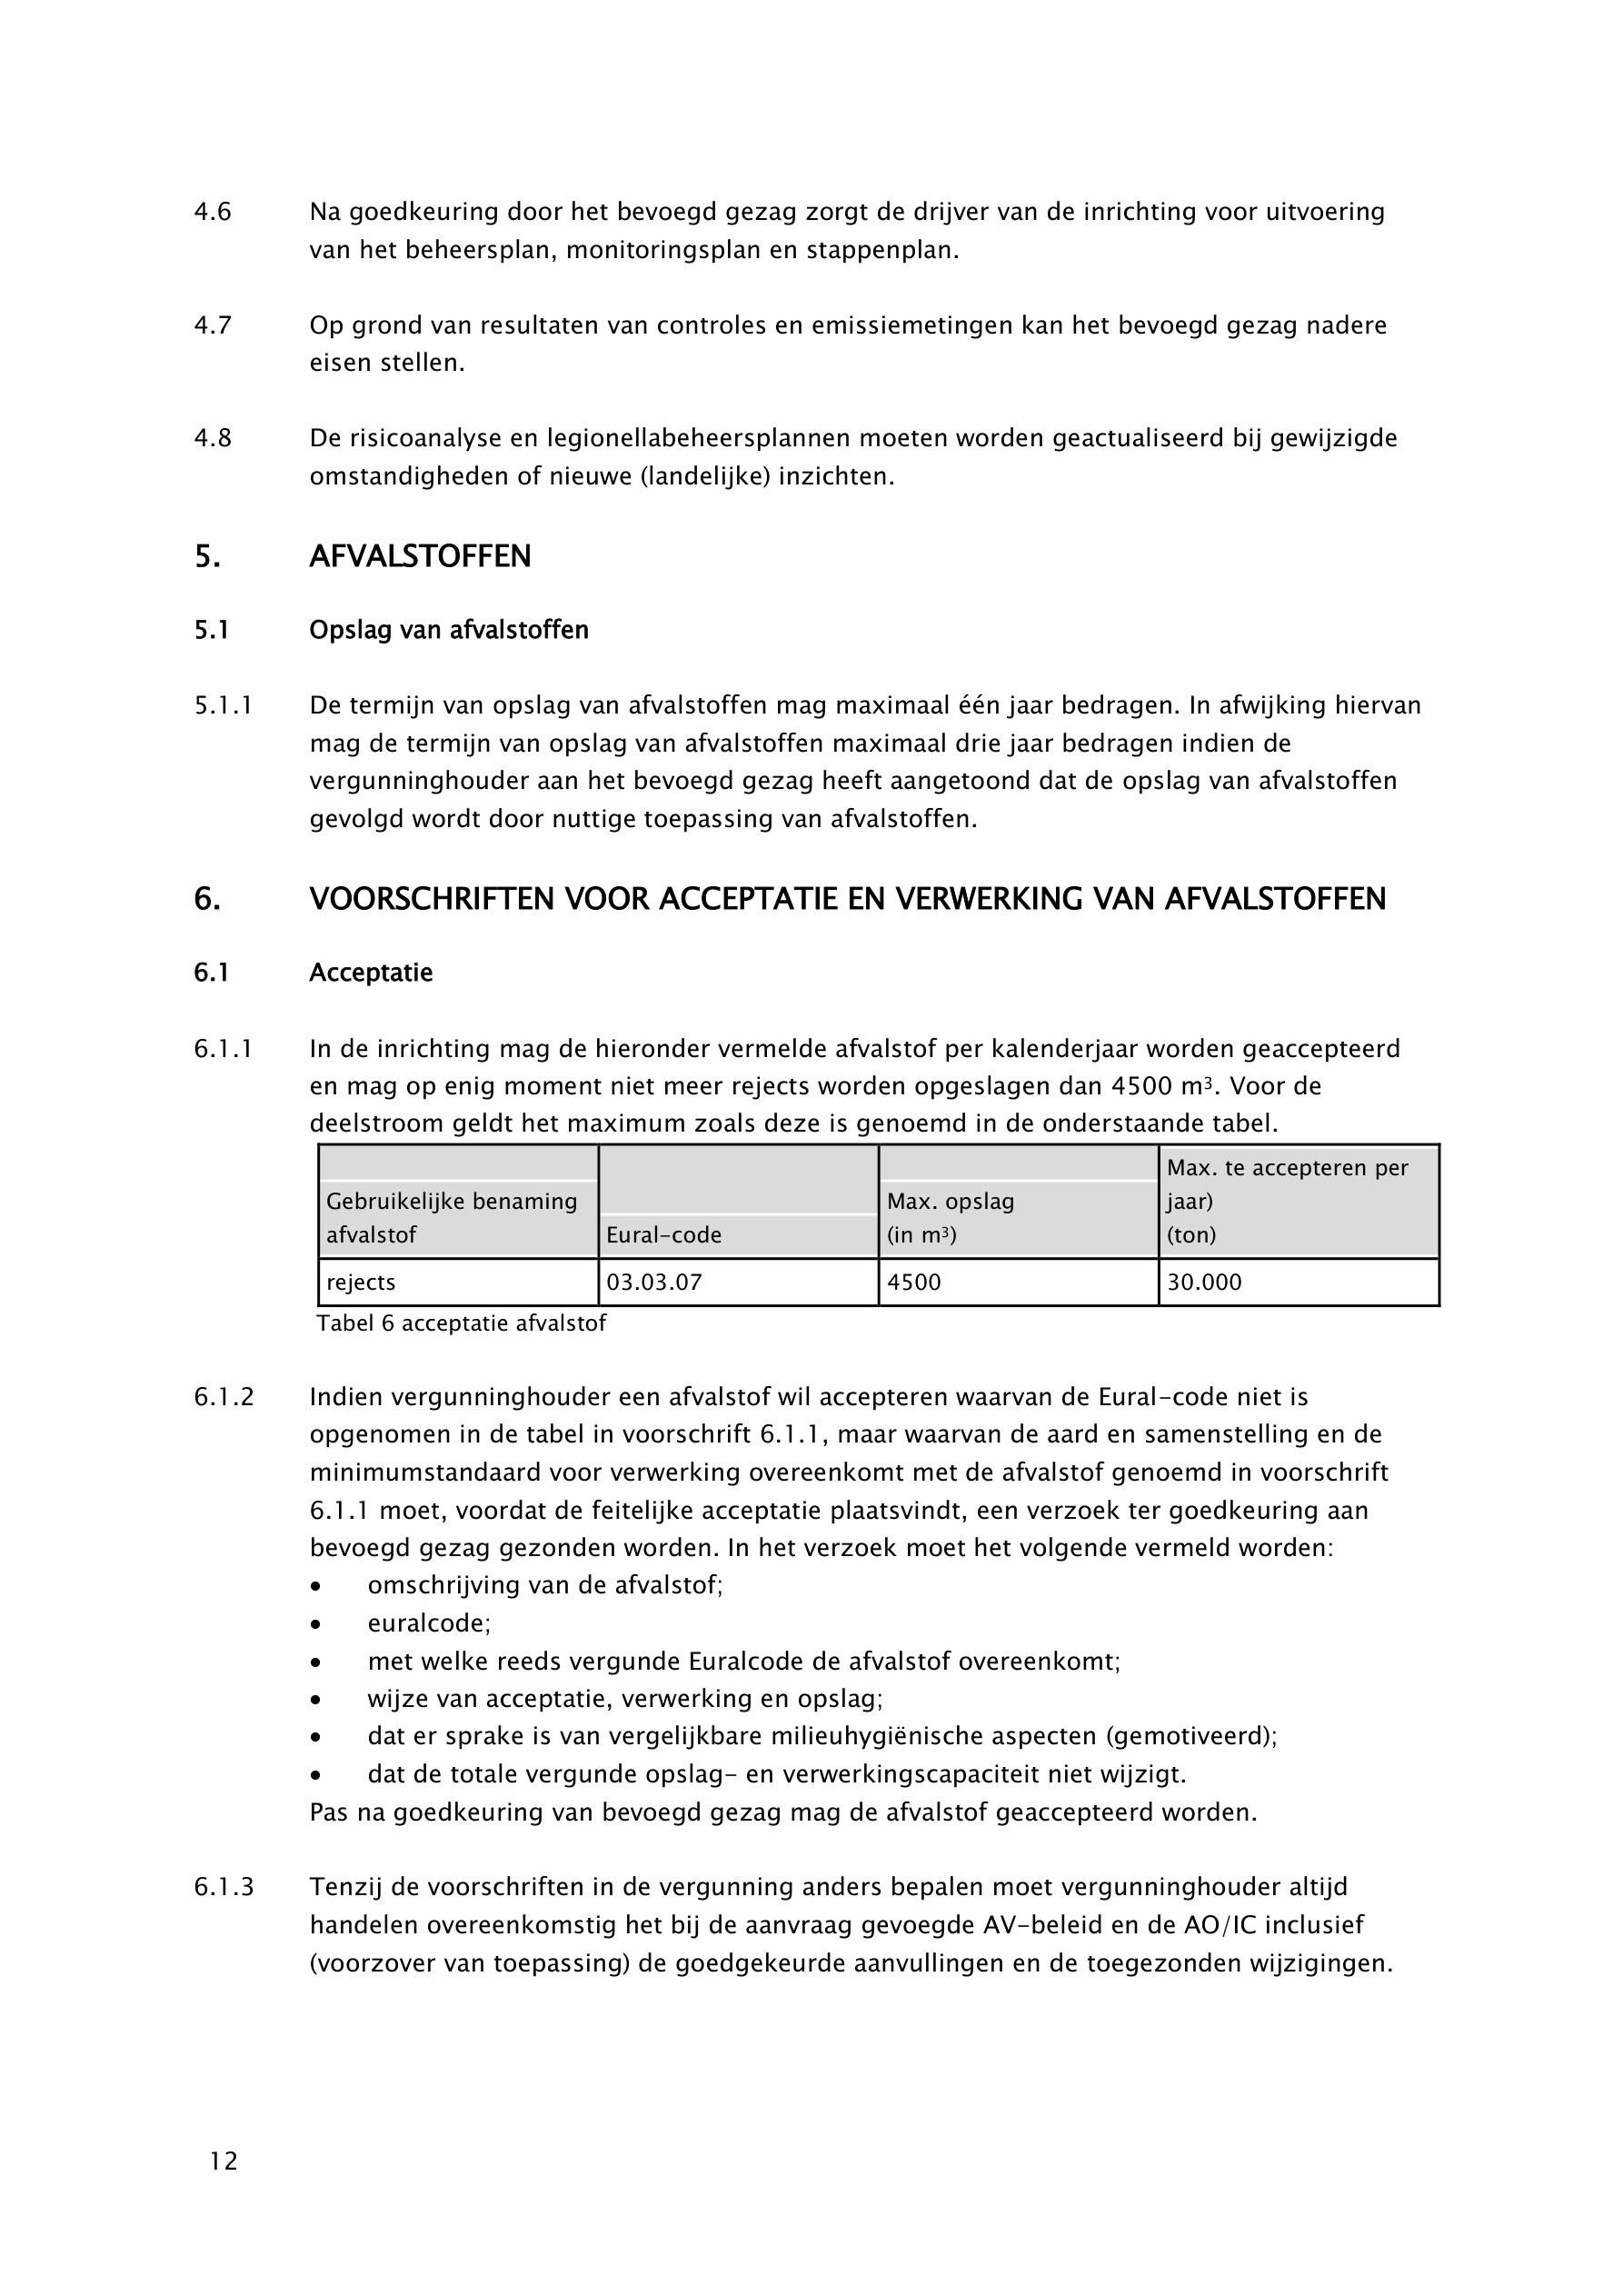 4.6 Na goedkeuring door het bevoegd gezag zorgt de drijver van de inrichting voor uitvoering
van het beheersplan, monitoringsplan en stappenplan.
4.7 Op grond van resultaten van controles en emissiemetingen kan het bevoegd gezag nadere
eisen stellen.
4.8 De risicoanalyse en legionellabeheersplannen moeten worden geactualiseerd bij gewijzigde
omstandigheden of nieuwe (landelijke) inzichten.
5. AFVALSTOFFEN
5.1 Opslag van afvalstoffen
5.1.1 De termijn van opslag van afvalstoffen mag maximaal één jaar bedragen. In afwijking hiervan
mag de termijn van opslag van afvalstoffen maximaal drie jaar bedragen indien de
vergunninghouder aan het bevoegd gezag heeft aangetoond dat de opslag van afvalstoffen
gevolgd wordt door nuttige toepassing van afvalstoffen.
6. VOORSCHRIFTEN VOOR ACCEPTATIE EN VERWERKING VAN AFVALSTOFFEN
6.1 Acceptatie
6.1.1 In de inrichting mag de hieronder vermelde afvalstof per kalenderjaar worden geaccepteerd
en mag op enig moment niet meer rejects worden opgeslagen dan 4500 m³. Voor de
deelstroom geldt het maximum zoals deze is genoemd in de onderstaande tabel.
Max. te accepteren per
Gebruikelijke benaming Max. opslag jaar)
afvalstof Eural-code (in m³) (ton)
rejects 03.03.07 4500 30.000
Tabel 6 acceptatie afvalstof
6.1.2 Indien vergunninghouder een afvalstof wil accepteren waarvan de Eural-code niet is
opgenomen in de tabel in voorschrift 6.1.1, maar waarvan de aard en samenstelling en de
minimumstandaard voor verwerking overeenkomt met de afvalstof genoemd in voorschrift
6.1.1 moet, voordat de feitelijke acceptatie plaatsvindt, een verzoek ter goedkeuring aan
bevoegd gezag gezonden worden. In het verzoek moet het volgende vermeld worden:
• omschrijving van de afvalstof;
• euralcode;
• met welke reeds vergunde Euralcode de afvalstof overeenkomt;
• wijze van acceptatie, verwerking en opslag;
• dat er sprake is van vergelijkbare milieuhygiënische aspecten (gemotiveerd);
• dat de totale vergunde opslag- en verwerkingscapaciteit niet wijzigt.
Pas na goedkeuring van bevoegd gezag mag de afvalstof geaccepteerd worden.
6.1.3 Tenzij de voorschriften in de vergunning anders bepalen moet vergunninghouder altijd
handelen overeenkomstig het bij de aanvraag gevoegde AV-beleid en de AO/IC inclusief
(voorzover van toepassing) de goedgekeurde aanvullingen en de toegezonden wijzigingen.
12